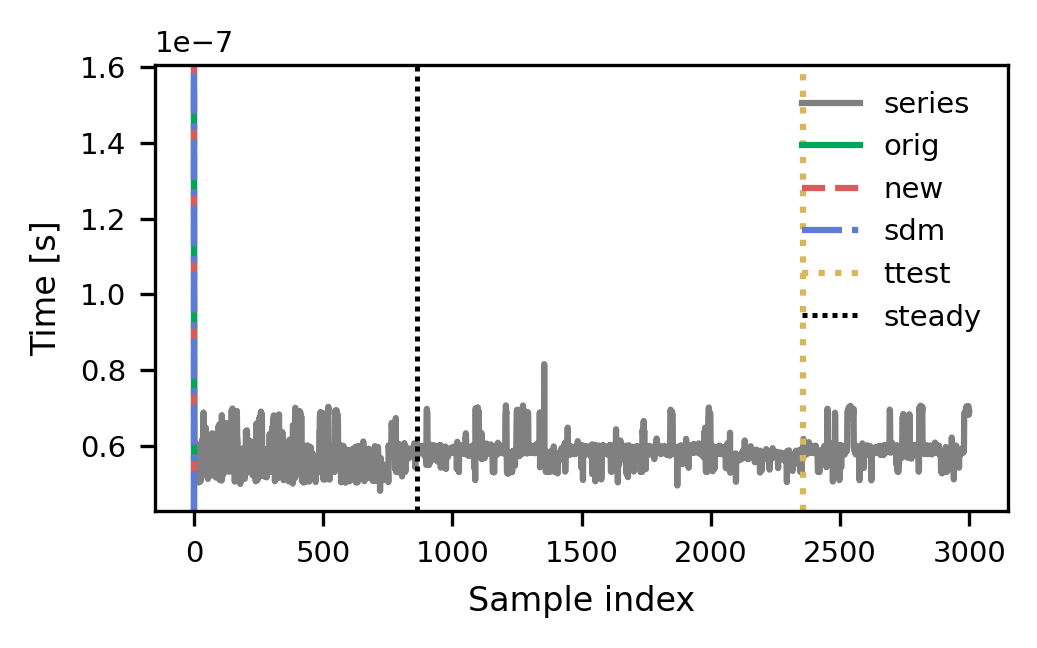 1e−7
1.6
1.4
1.2
1.0
0.8
0.6
Time [s]
series
orig
new
sdm
ttest
steady
0 500 1000 1500 2000 2500 3000
Sample index